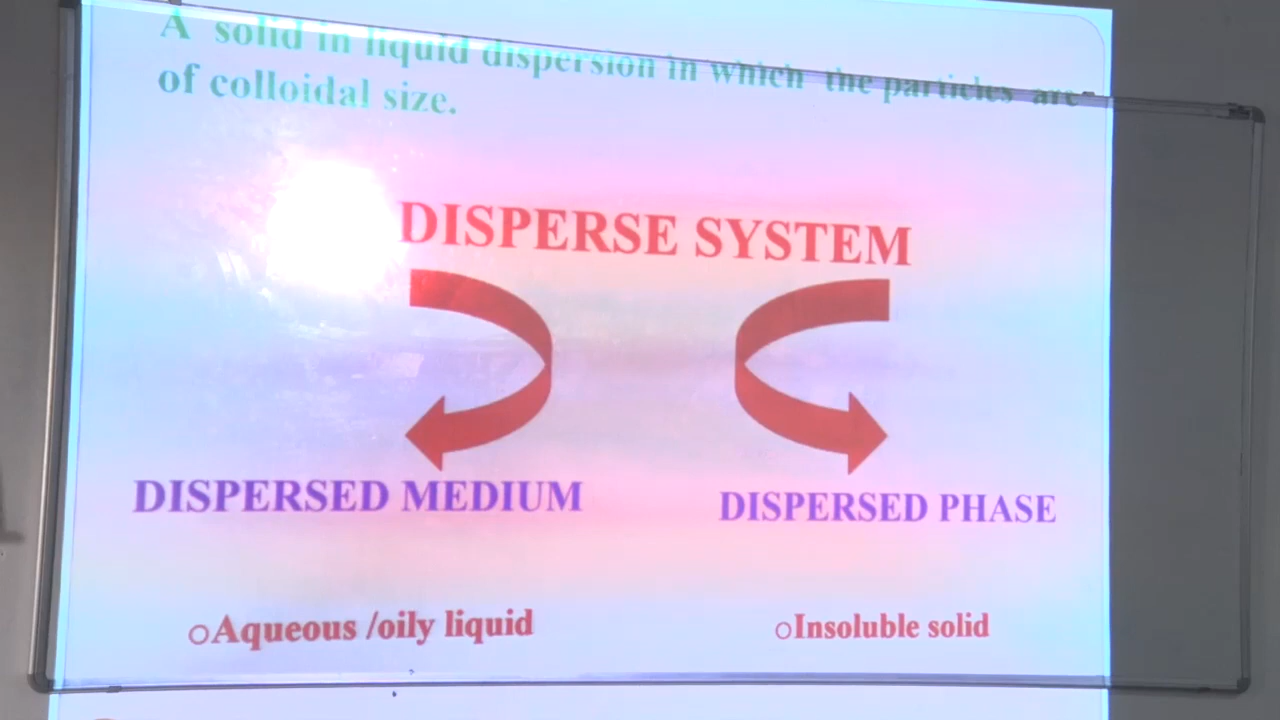 A solid in liquid dispersion in which the particles are
of colloidal size.
DISPERSE SYSTEM
DISPERSED MEDIUM
DISPERSED PHASE
Aqueous /oily liquid
Insoluble solid